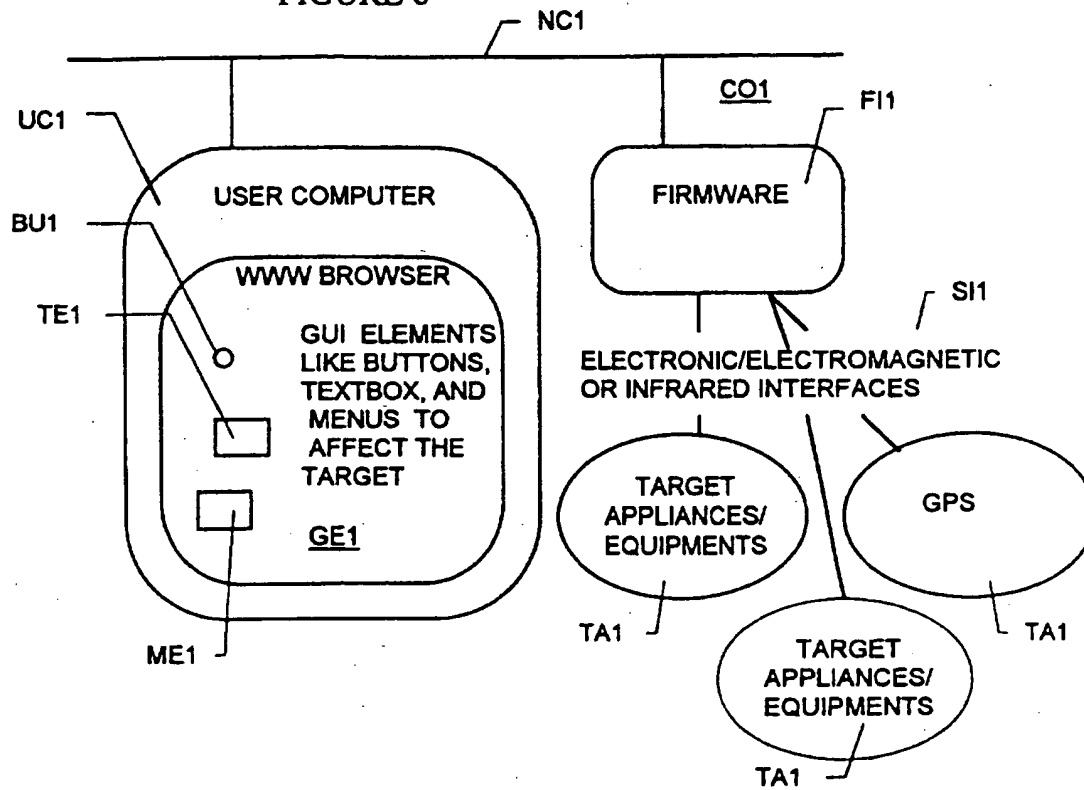 NC1
CO1
FI1
UC1
USER COMPUTER
FIRMWARE
BU1
WWW BROWSER
TE1
SI1
GUI ELEMENTS
LIKE BUTTONS,
TEXTBOX, AND
MENUS TO
AFFECT THE
TARGET
ELECTRONIC/ELECTROMAGNETIC
OR INFRARED INTERFACES
TARGET
APPLIANCES/
EQUIPMENTS
GPS
GE1
TA1
TA1
ME1
TARGET
APPLIANCES/
EQUIPMENTS
TA1